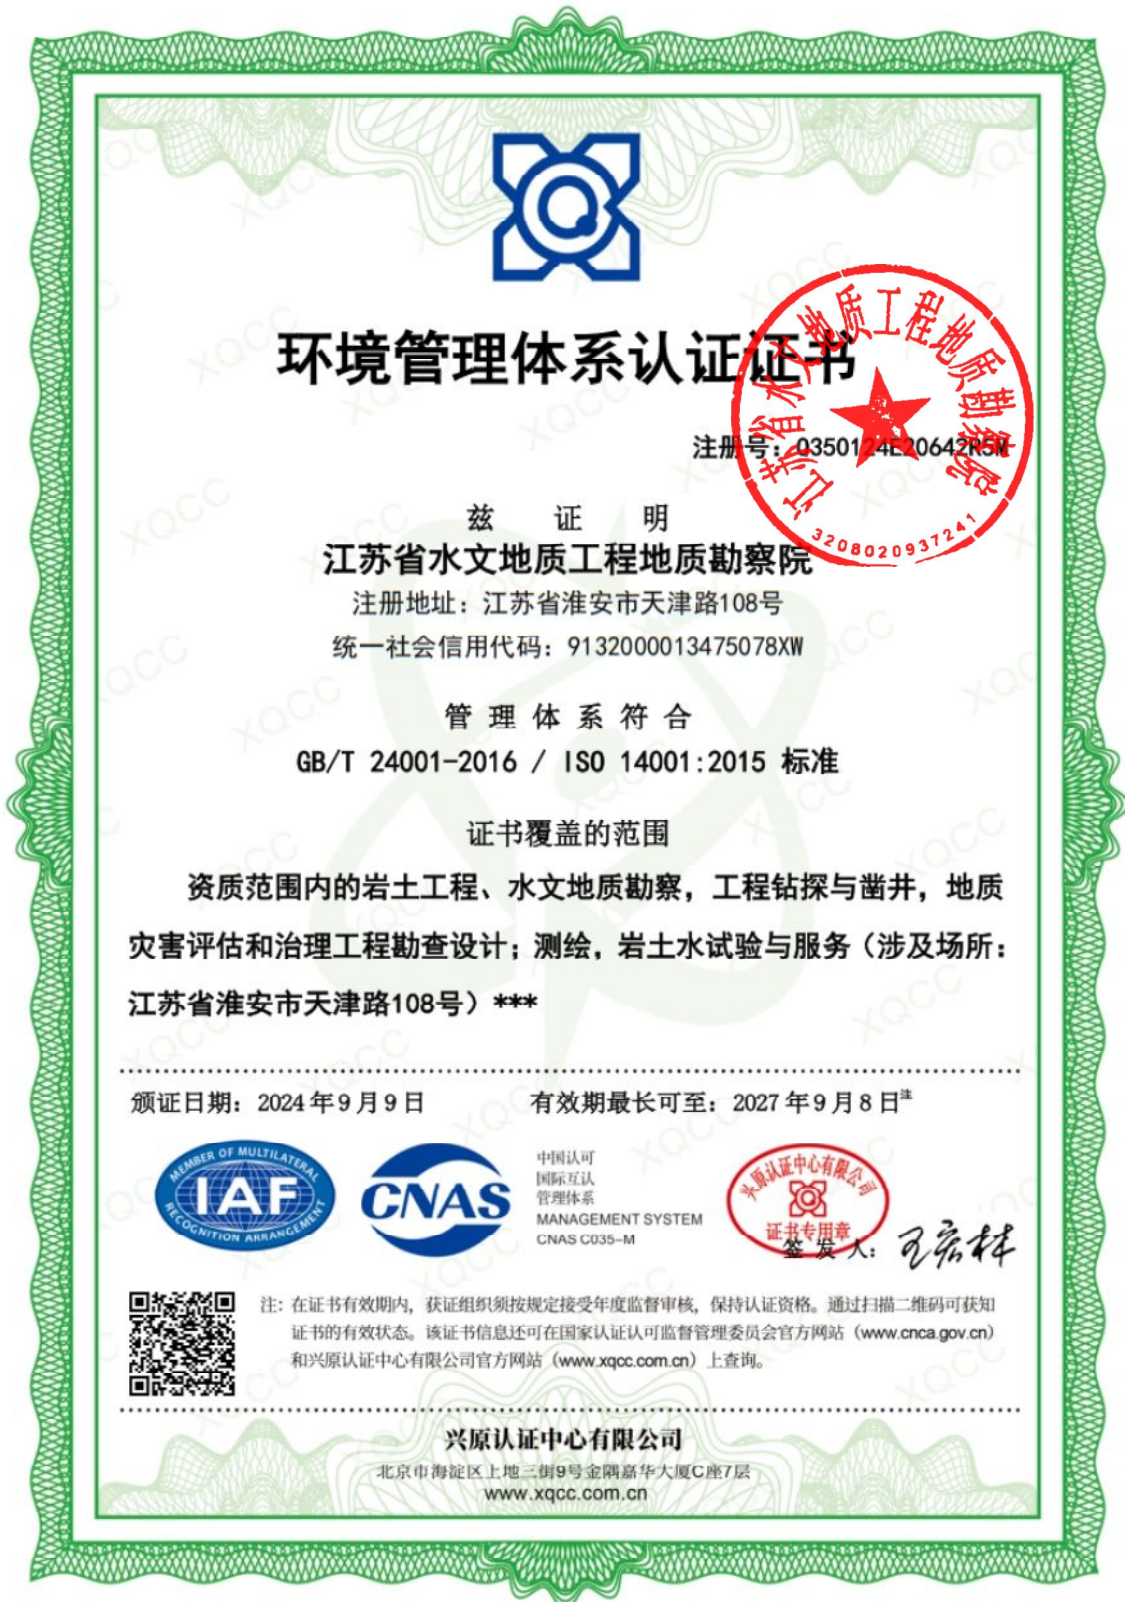 环境管理体系认证证书
注册号：0350124E20642R5M
兹 证 明
江苏省水文地质工程地质勘察院
注册地址：江苏省淮安市天津路108号
统一社会信用代码：9132000013475078XW
管 理 体 系 符 合
GB/T 24001-2016 / ISO 14001:2015 标准
证书覆盖的范围
资质范围内的岩土工程、水文地质勘察，工程钻探与凿井，地质
灾害评估和治理工程勘查设计；测绘，岩土水试验与服务（涉及场所：
江苏省淮安市天津路108号）***
颁证日期：2024年9月9日 有效期最长可至：2027年9月8日注
MEMBER OF MULTILATERAL
IAF
RECOGNITION ARRANGEMENT
CNAS
中国认可
国际互认
管理体系
MANAGEMENT SYSTEM
CNAS C035-M
兴原认证中心有限公司
证书专用章
签 发 人：王宏林
注：在证书有效期内，获证组织须按规定接受年度监督审核，保持认证资格。通过扫描二维码可获知
证书的有效状态。该证书信息还可在国家认证认可监督管理委员会官方网站（www.cnca.gov.cn）
和兴原认证中心有限公司官方网站（www.xqcc.com.cn）上查询。
兴原认证中心有限公司
北京市海淀区上地三街9号金隅嘉华大厦C座7层
www.xqcc.com.cn
江苏省水文地质工程地质勘察院
3208020937241
XQCC